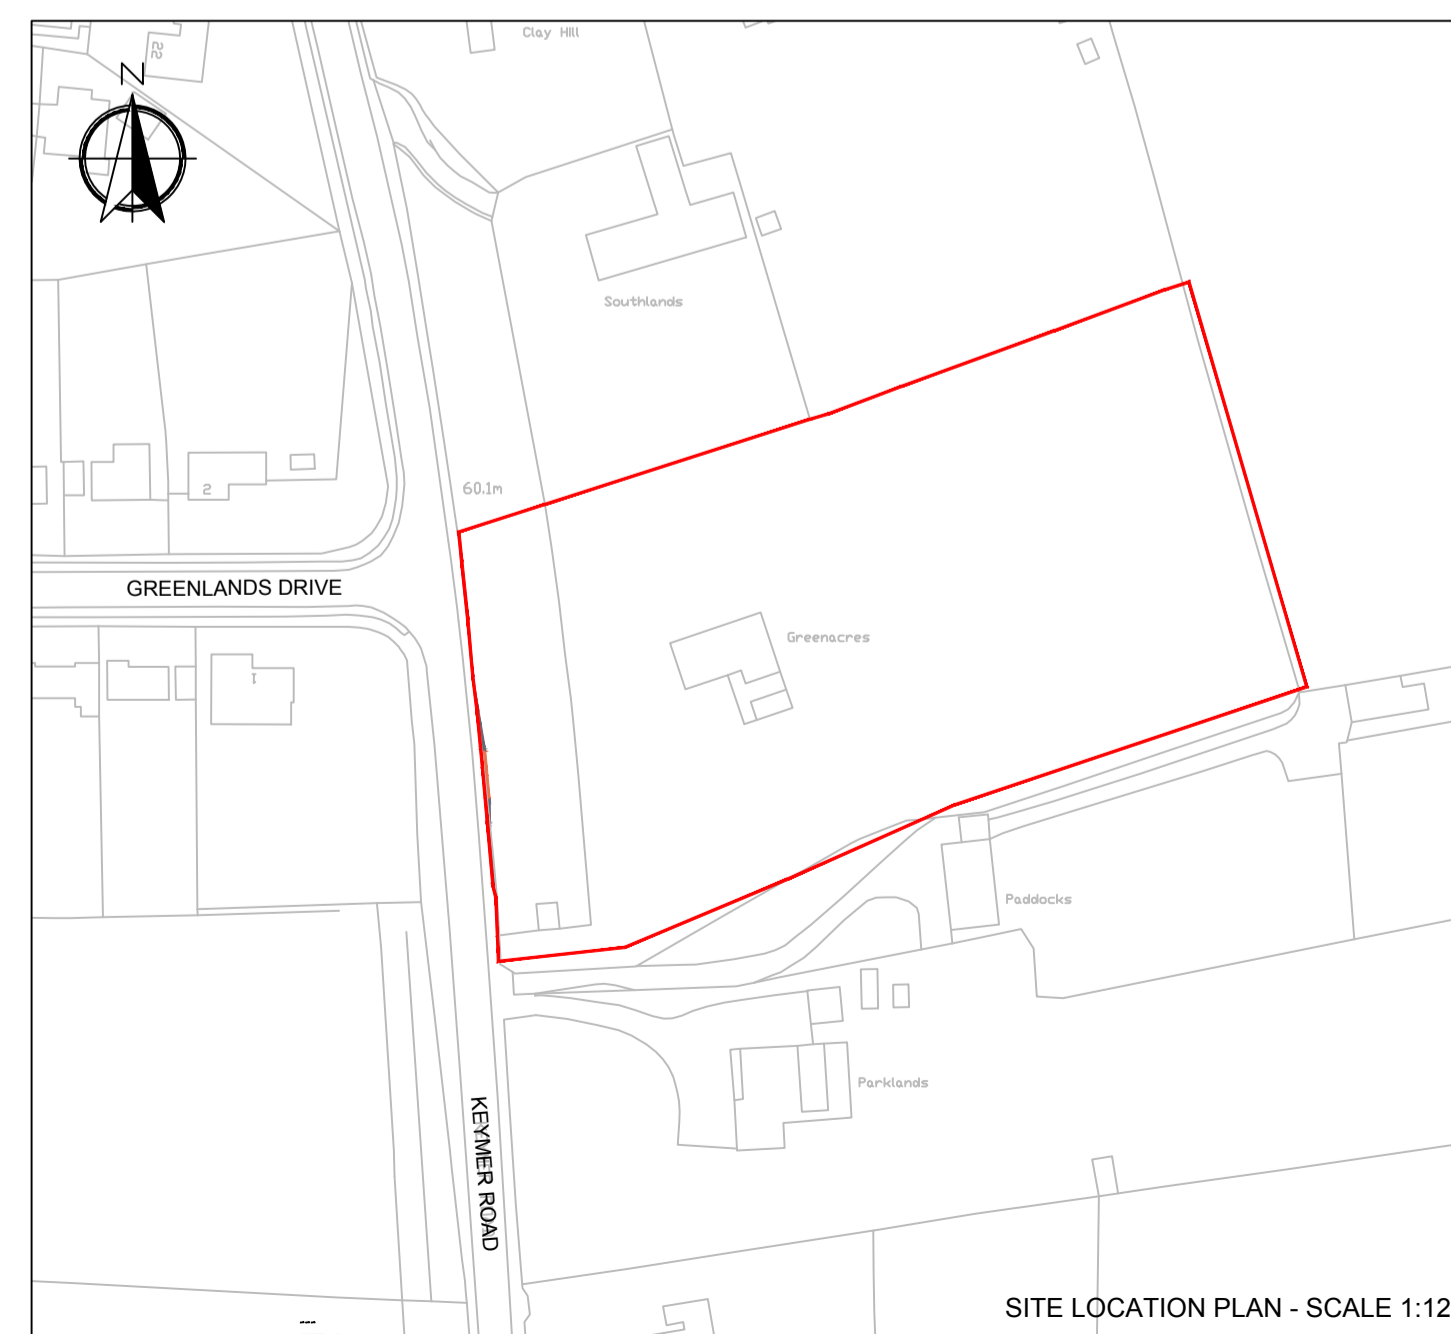 Clay Hill
22
N
Southlands
2
60.1m
GREENLANDS DRIVE
Greenacres
1
Paddocks
Parklands
KEYMER ROAD
SITE LOCATION PLAN - SCALE 1:12